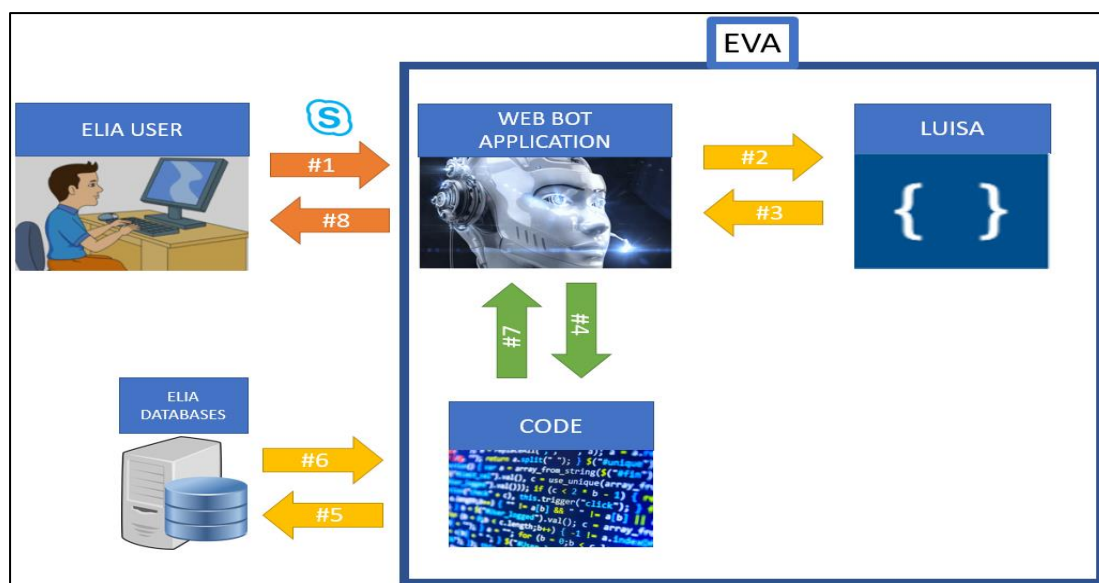 EVA
ELIA USER
S
#1
#8
WEB BOT
APPLICATION
#2
#3
LUISA
{ }
#7
#4
ELIA
DATABASES
#6
#5
CODE